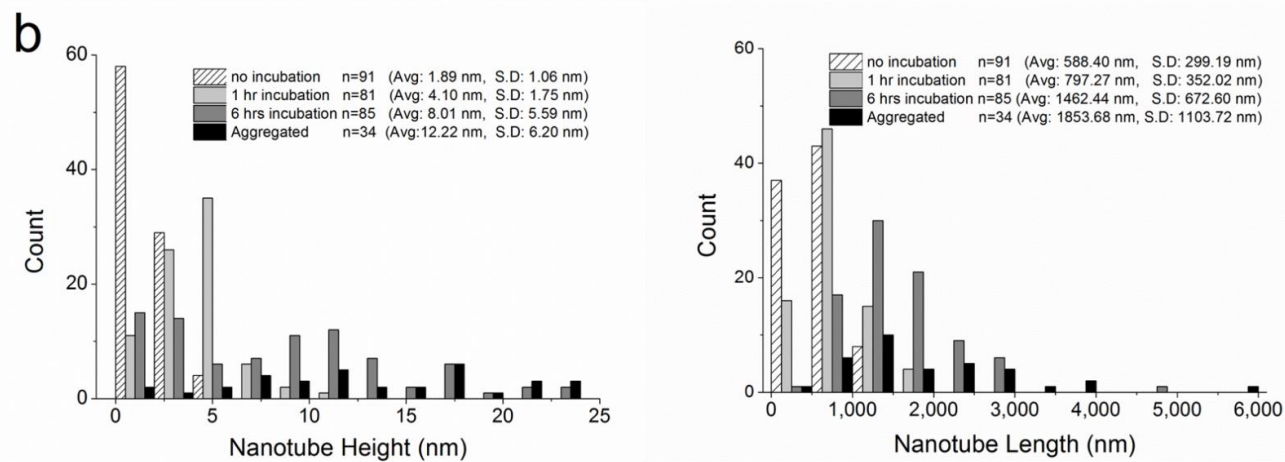 b
60
40
20
0
Count
no incubation n=91 (Avg: 1.89 nm, S.D: 1.06 nm)
1 hr incubation n=81 (Avg: 4.10 nm, S.D: 1.75 nm)
6 hrs incubation n=85 (Avg: 8.01 nm, S.D: 5.59 nm)
Aggregated n=34 (Avg:12.22 nm, S.D: 6.20 nm)
0 5 10 15 20 25
Nanotube Height (nm)
60
40
20
0
Count
no incubation n=91 (Avg: 588.40 nm, S.D: 299.19 nm)
1 hr incubation n=81 (Avg: 797.27 nm, S.D: 352.02 nm)
6 hrs incubation n=85 (Avg: 1462.44 nm, S.D: 672.60 nm)
Aggregated n=34 (Avg: 1853.68 nm, S.D: 1103.72 nm)
0 1,000 2,000 3,000 4,000 5,000 6,000
Nanotube Length (nm)